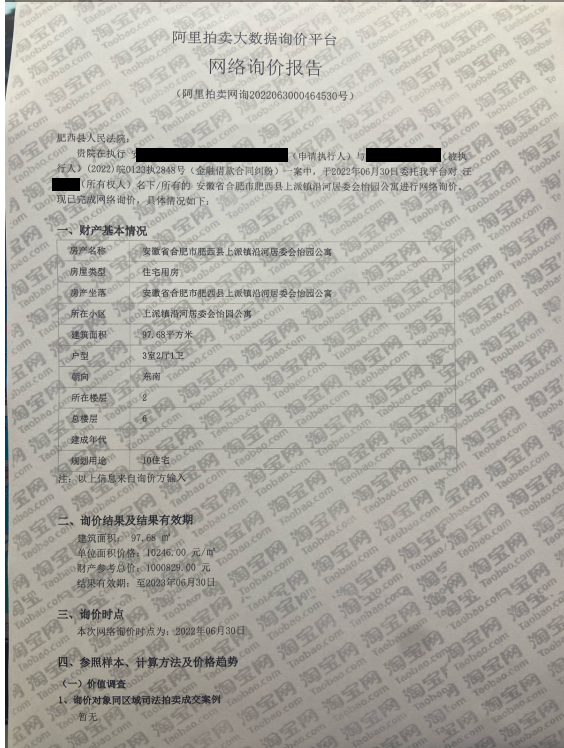 阿里拍卖大数据询价平台
网络询价报告
(阿里拍卖网询2022063000464530号)
肥西县人民法院:
贵院在执行 (申请执行人)与 (被执
行人)(2022)皖0123执2848号(金融借款合同纠纷)一案中,于2022年06月30日委托我平台对 汪
(所有权人)名下/所有的 安徽省合肥市肥西县上派镇沿河居委会怡园公寓进行网络询价,
现已完成网络询价,具体情况如下:
一、财产基本情况
房产名称 安徽省合肥市肥西县上派镇沿河居委会怡园公寓
房屋类型 住宅用房
房产坐落 安徽省合肥市肥西县上派镇沿河居委会怡园公寓
所在小区 上派镇沿河居委会怡园公寓
建筑面积 97.68平方米
户型 3室2厅1卫
朝向 东南
所在楼层 2
总楼层 6
建成年代
规划用途 10住宅
注:以上信息来自询价方输入
二、询价结果及结果有效期
建筑面积: 97.68 ㎡
单位面积价格:10246.00 元/㎡
财产参考总价:1000829.00 元
结果有效期:至2023年06月30日
三、询价时点
本次网络询价时点为:2022年06月30日
四、参照样本、计算方法及价格趋势
(一)价值调查
1、询价对象同区域司法拍卖成交案例
暂无
淘宝网
Taobao.com